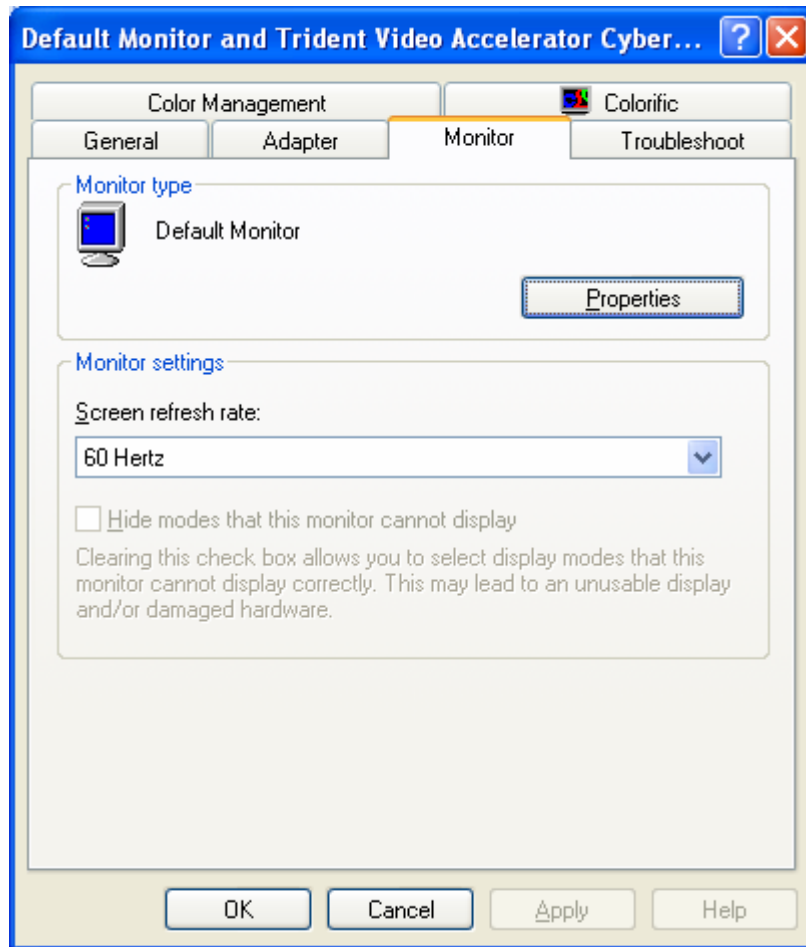 Default Monitor and Trident Video Accelerator Cyber...
Color Management
Colorific
General
Adapter
Monitor
Troubleshoot
Monitor type
Default Monitor
Properties
Monitor settings
Screen refresh rate:
60 Hertz
Hide modes that this monitor cannot display
Clearing this check box allows you to select display modes that this
monitor cannot display correctly. This may lead to an unusable display
and/or damaged hardware.
OK
Cancel
Apply
Help